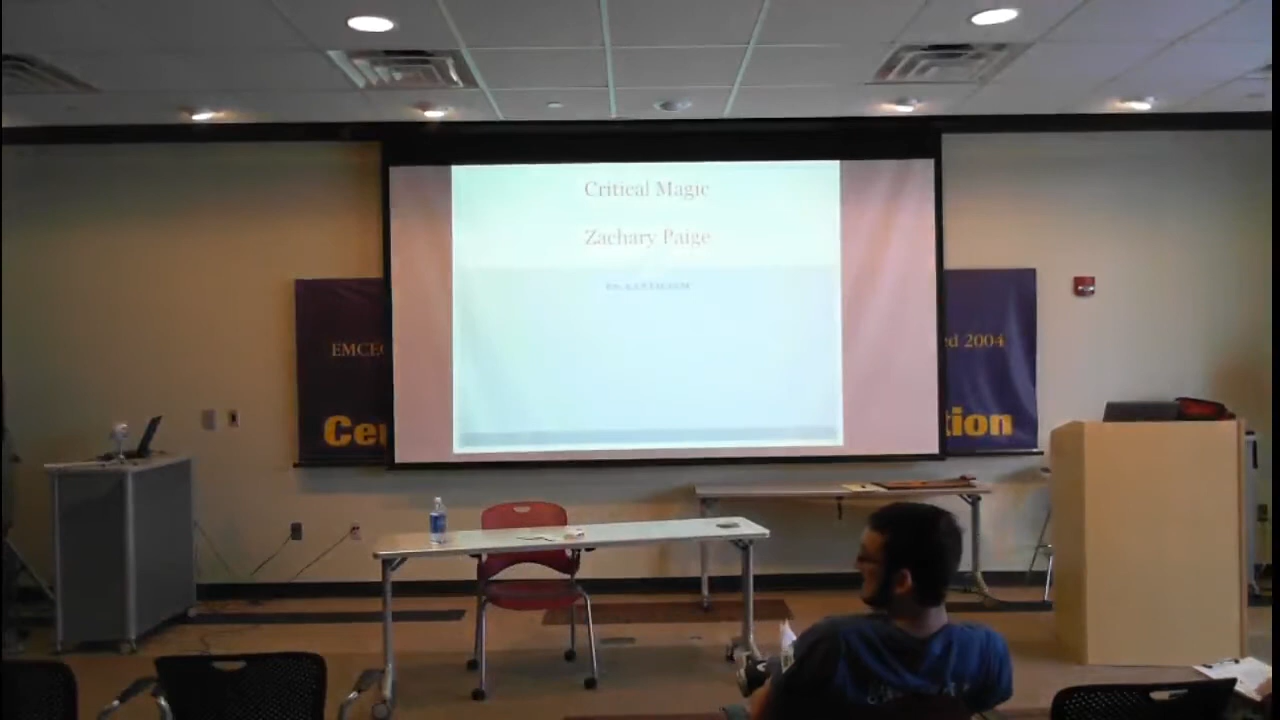 Critical Magic
Zachary Paige
EMCE
ed 2004
Ce
tion